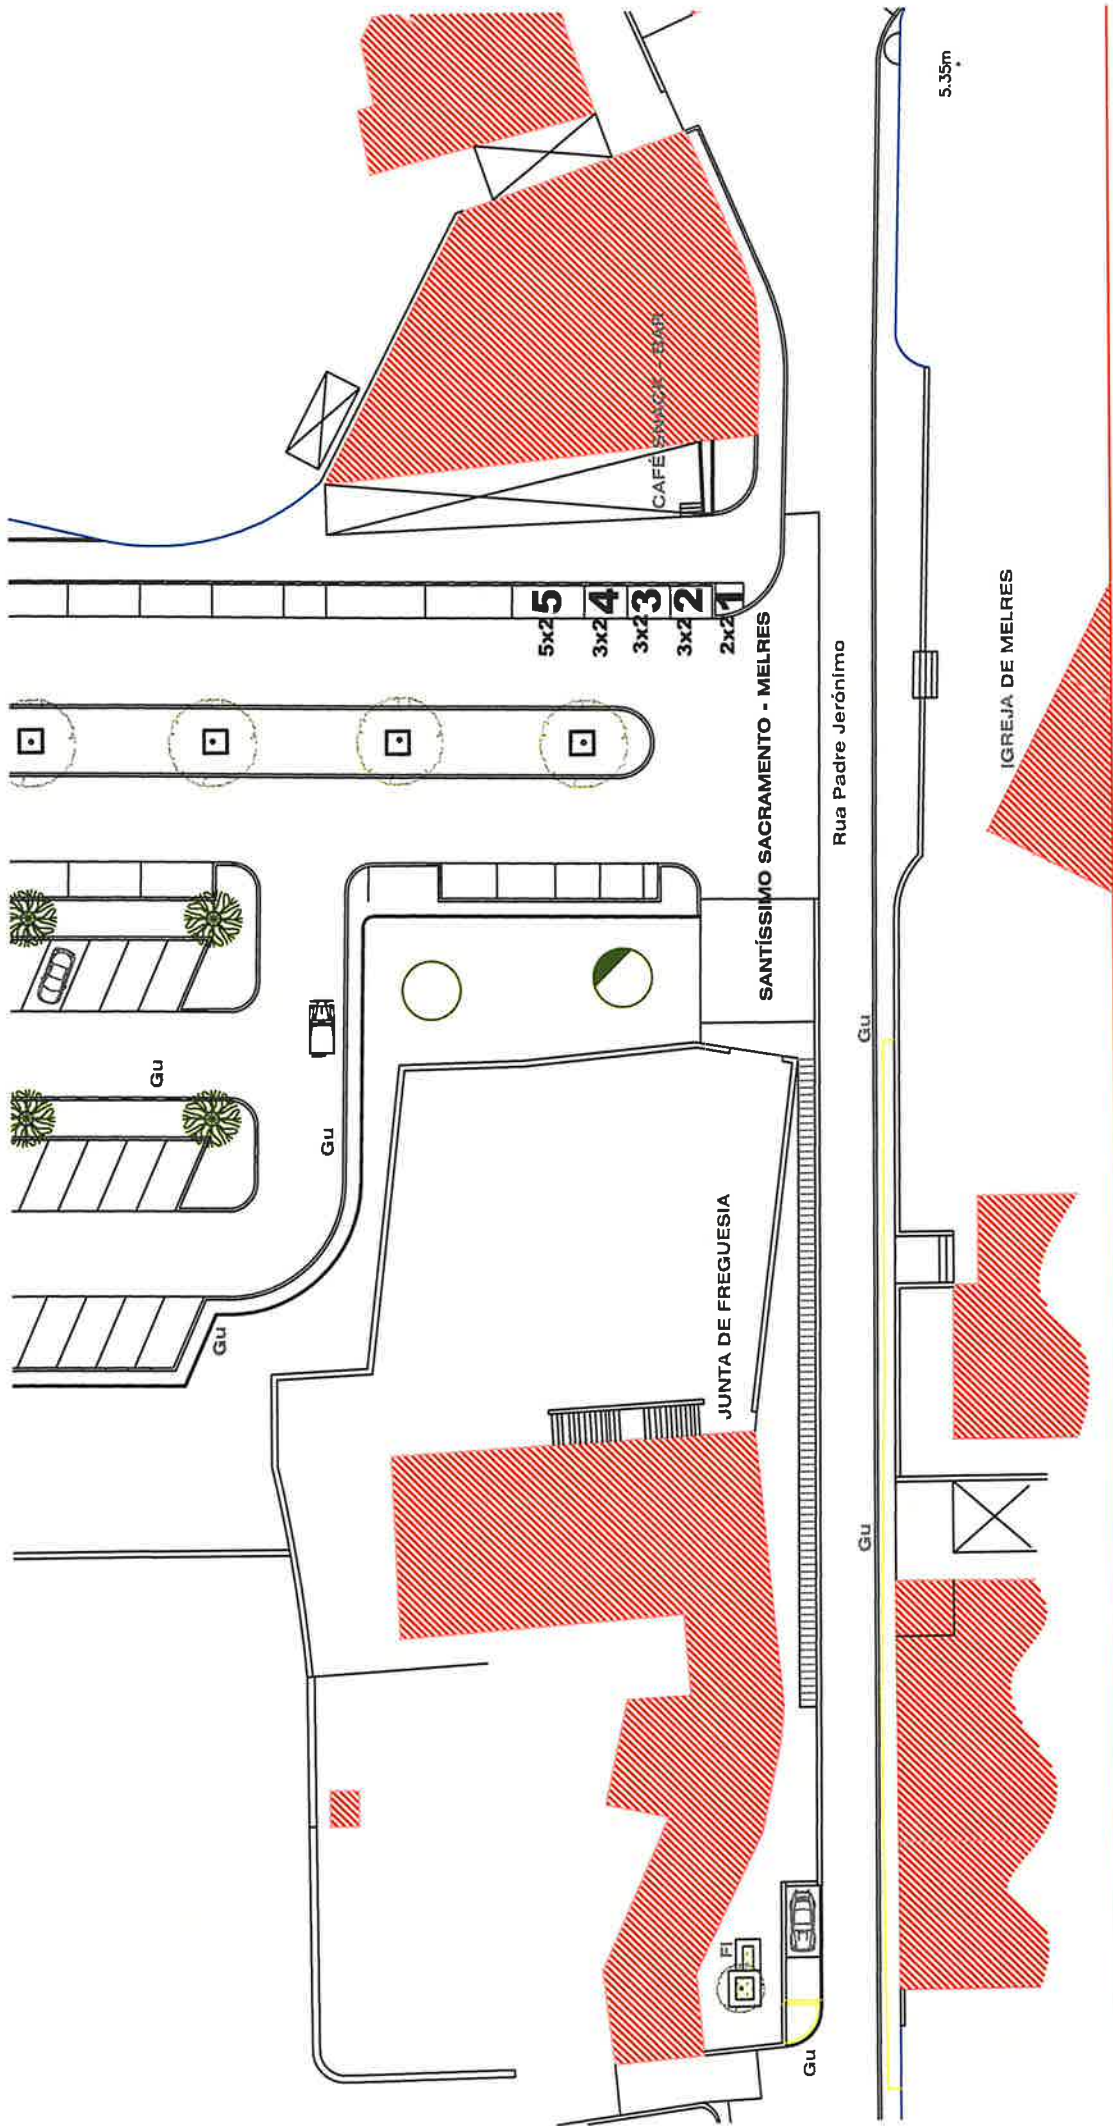 5.35m
CAFÉ SNACK - BAR
5x2 5
3x2 4
3x2 3
3x2 2
2x2 1
SANTÍSSIMO SACRAMENTO - MELRES
Rua Padre Jerónimo
IGREJA DE MELRES
Gu
Gu
Gu
Gu
JUNTA DE FREGUESIA
Gu
FI
Gu